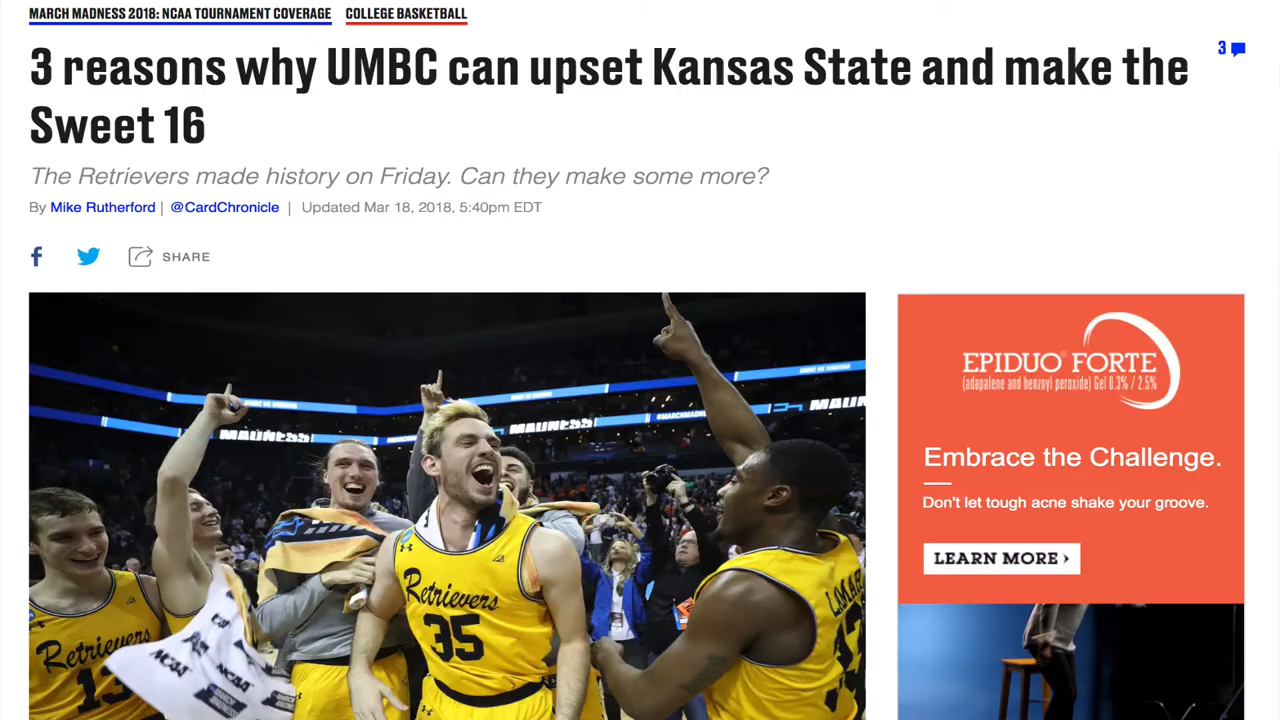 MARCH MADNESS 2018: NCAA TOURNAMENT COVERAGE COLLEGE BASKETBALL
3 reasons why UMBC can upset Kansas State and make the
Sweet 16
3
The Retrievers made history on Friday. Can they make some more?
By Mike Rutherford | @CardChronicle | Updated Mar 18, 2018, 5:40pm EDT
f SHARE
MADNESS
MADNESS
#MARCHMADNESS
Retrievers
13
Retrievers
35
NCAA
NCAA
EPIDUO® FORTE
(adapalene and benzoyl peroxide) Gel 0.3% / 2.5%
Embrace the Challenge.
Don't let tough acne shake your groove.
LEARN MORE ›